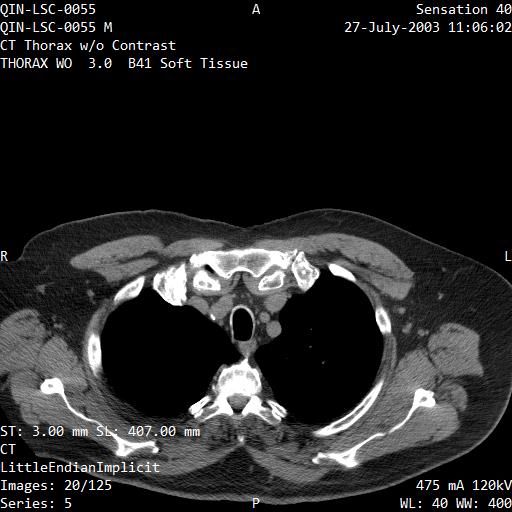 QIN-LSC-0055
A
Sensation 40
QIN-LSC-0055 M
27-July-2003 11:06:02
CT Thorax w/o Contrast
THORAX WO 3.0 B41 Soft Tissue
R
L
ST: 3.00 mm SL: 407.00 mm
CT
LittleEndianImplicit
Images: 20/125
475 mA 120kV
Series: 5
P
WL: 40 WW: 400